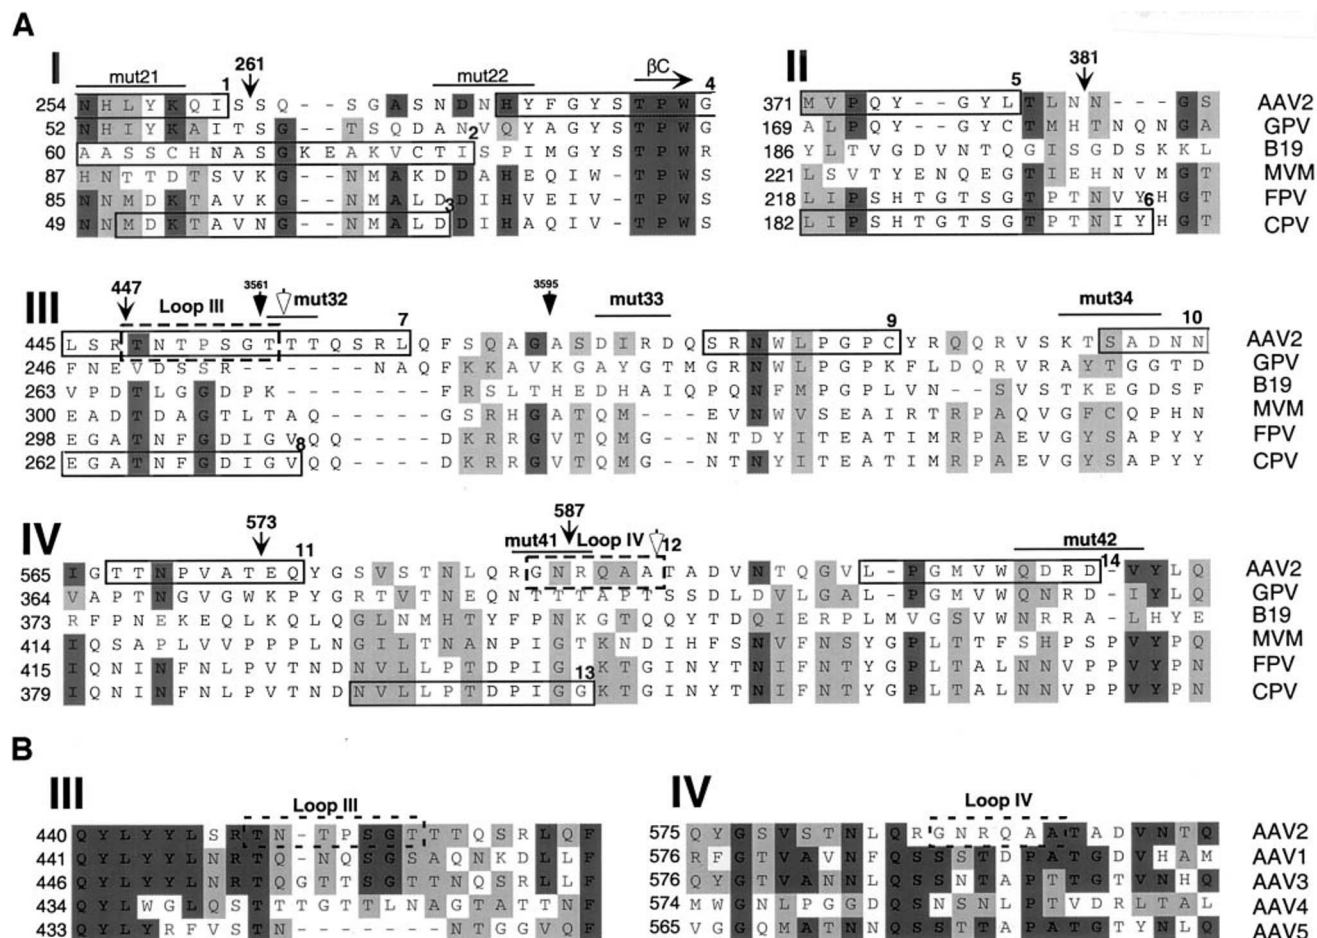 A
I
mut21 1 261 mut22 βC 4
II
5 381
254 N H L Y K Q I S S Q - - S G A S N D N H Y F G Y S T P W G 371 M V P Q Y - - G Y L T L N N - - - G S AAV2
52 N H I Y K A I T S G - - T S Q D A N V Q Y A G Y S T P W G 169 A L P Q Y - - G Y C T M H T N Q N G A GPV
2
60 A A S S C H N A S G K E A K V C T I S P I M G Y S T P W R 186 Y L T V G D V N T Q G I S G D S K K L B19
87 H N T T D T S V K G - - N M A K D D A H E Q I W - T P W S 221 L S V T Y E N Q E G T I E H N V M G T MVM
85 N N M D K T A V K G - - N M A L D D I H V E I V - T P W S 218 L I P S H T G T S G T P T N V Y H G T FPV
3 6
49 N N M D K T A V N G - - N M A L D D I H A Q I V - T P W S 182 L I P S H T G T S G T P T N I Y H G T CPV
III
447 Loop III 3561 mut32 7 3595 mut33 9 mut34 10
445 L S R T N T P S G T T T Q S R L Q F S Q A G A S D I R D Q S R N W L P G P C Y R Q Q R V S K T S A D N N AAV2
246 F N E V D S S R - - - - - - N A Q F K K A V K G A Y G T M G R N W L P G P K F L D Q R V R A Y T G G T D GPV
263 V P D T L G G D P K - - - - - - - F R S L T H E D H A I Q P Q N F M P G P L V N - - S V S T K E G D S F B19
300 E A D T D A G T L T A Q - - - - - G S R H G A T Q M - - E V N W V S E A I R T R P A Q V G F C Q P H N MVM
298 E G A T N F G D I G V Q Q - - - - D K R R G V T Q M G - - N T D Y I T E A T I M R P A E V G Y S A P Y Y FPV
8
262 E G A T N F G D I G V Q Q - - - - D K R R G V T Q M G - - N T N Y I T E A T I M R P A E V G Y S A P Y Y CPV
IV
573 11 mut41 587 Loop IV 12 mut42 14
565 I G T T N P V A T E Q Y G S V S T N L Q R G N R Q A A T A D V N T Q G V L - P G M V W Q D R D - V Y L Q AAV2
364 V A P T N G V G W K P Y G R T V T N E Q N T T T A P T S S D L D V L G A L - P G M V W Q N R D - I Y L Q GPV
373 R F P N E K E Q L K Q L Q G L N M H T Y F P N K G T Q Q Y T D Q I E R P L M V G S V W N R R A - L H Y E B19
414 I Q S A P L V V P P P L N G I L T N A N P I G T K N D I H F S N V F N S Y G P L T T F S H P S P V Y P Q MVM
415 I Q N I N F N L P V T N D N V L L P T D P I G - K T G I N Y T N I F N T Y G P L T A L N N V P P V Y P N FPV
13
379 I Q N I N F N L P V T N D N V L L P T D P I G G K T G I N Y T N I F N T Y G P L T A L N N V P P V Y P N CPV
B
III
Loop III
IV
Loop IV
440 Q Y L Y Y L S R T N - T P S G T T T Q S R L Q F 575 Q Y G S V S T N L Q R G N R Q A A T A D V N T Q AAV2
441 Q Y L Y Y L N R T Q - N Q S G S A Q N K D L L F 576 R F G T V A V N F Q S S S T D P A T G D V H A M AAV1
446 Q Y L Y Y L N R T Q G T T S G T T N Q S R L L F 576 Q Y G T V A N N L Q S S N T A P T T G T V N H Q AAV3
434 Q Y L W G L Q S T T T G T T L N A G T A T T N F 574 M W G N L P G G D Q S N S N L P T V D R L T A L AAV4
433 Q Y L Y R F V S T N - - - - - N T G G V Q F 565 V G G Q M A T N N Q S S T T A P A T G T Y N L Q AAV5